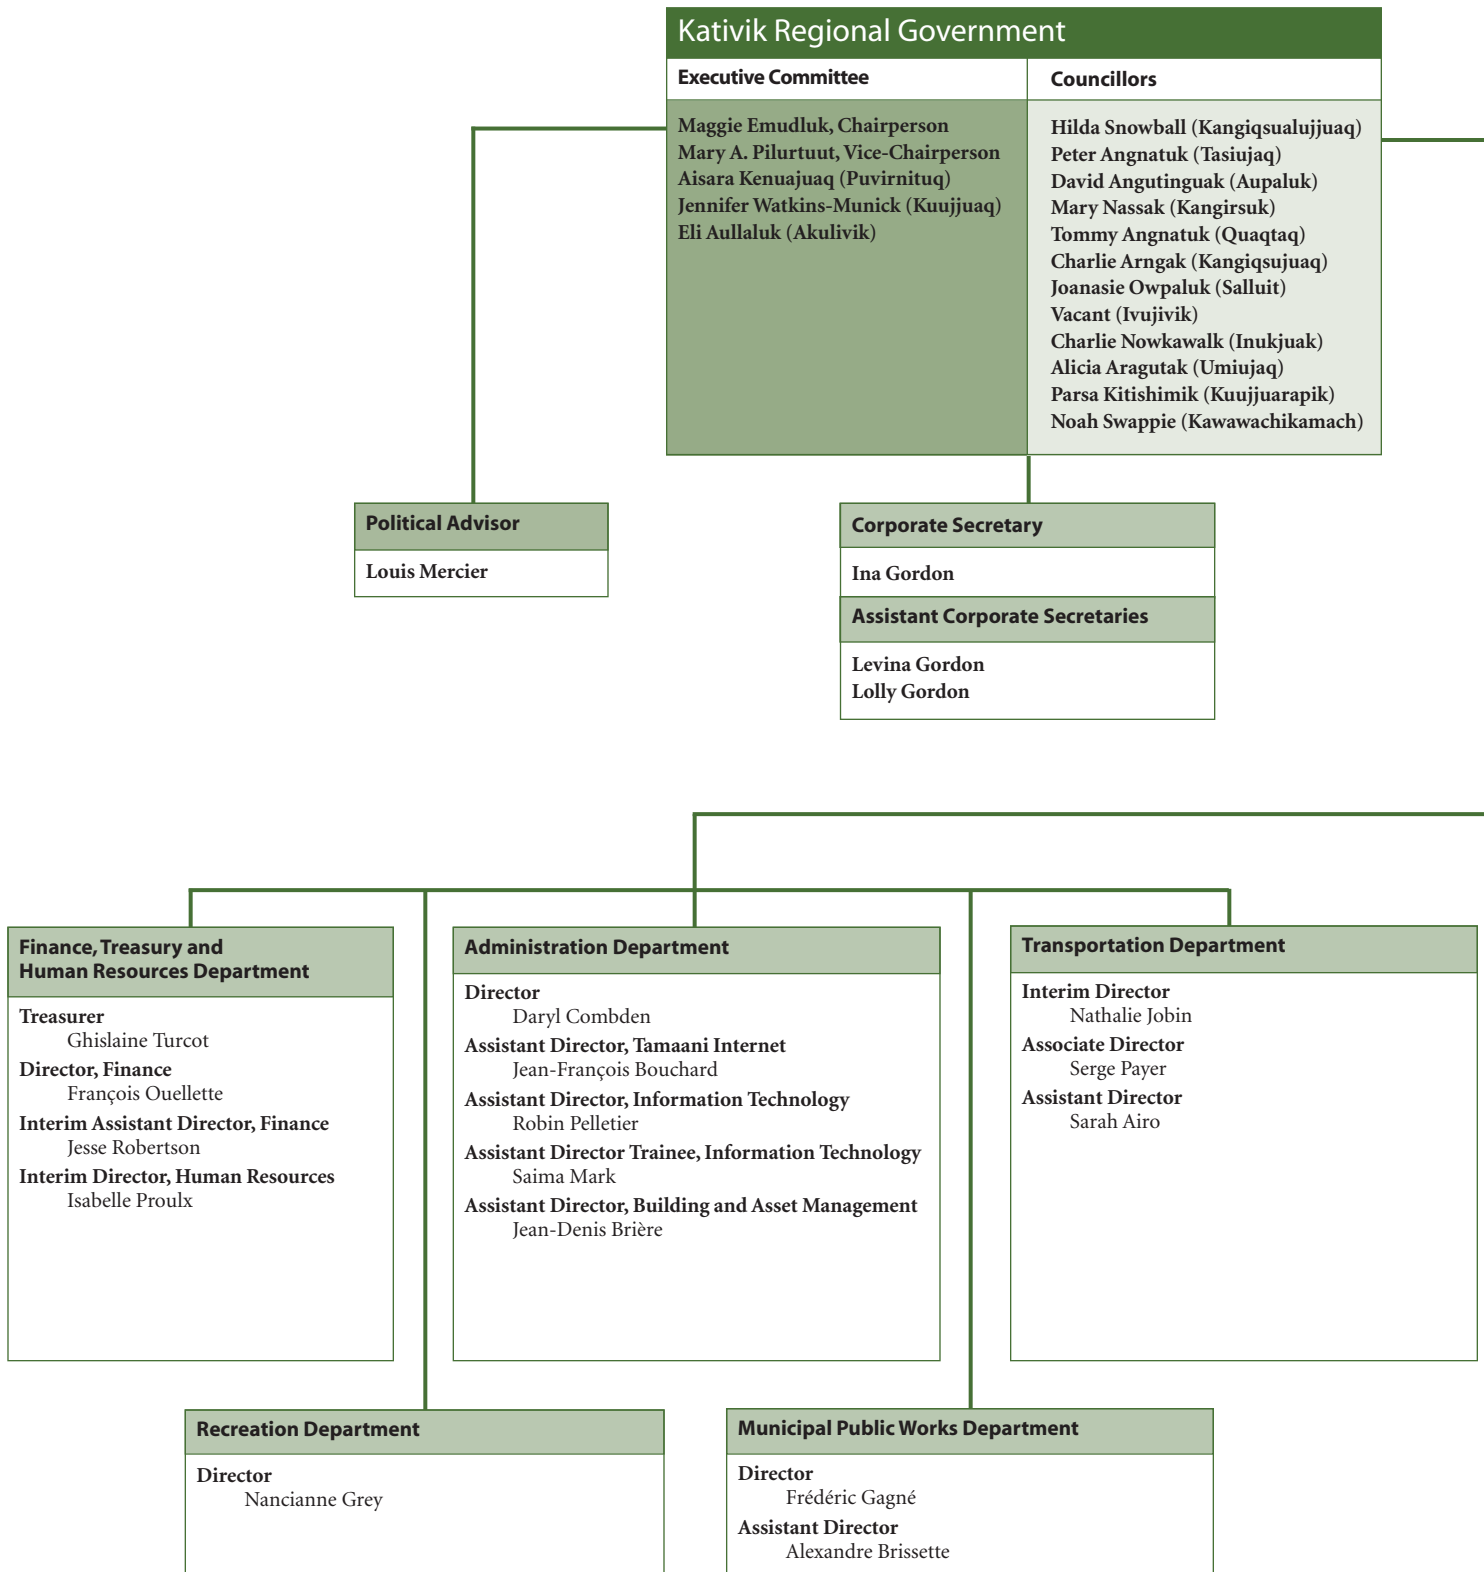 Kativik Regional Government
Executive Committee
Maggie Emudluk, Chairperson
Mary A. Pilurtuut, Vice-Chairperson
Aisara Kenuajuaq (Puvirnituq)
Jennifer Watkins-Munick (Kuujjuaq)
Eli Aullaluk (Akulivik)
Councillors
Hilda Snowball (Kangiqsualujjuaq)
Peter Angnatuk (Tasiujaq)
David Angutinguak (Aupaluk)
Mary Nassak (Kangirsuk)
Tommy Angnatuk (Quaqtaq)
Charlie Arngak (Kangiqsujuaq)
Joanasie Owpaluk (Salluit)
Vacant (Ivujivik)
Charlie Nowkawalk (Inukjuak)
Alicia Aragutak (Umiujaq)
Parsa Kitishimik (Kuujjuarapik)
Noah Swappie (Kawawachikamach)
Political Advisor
Louis Mercier
Corporate Secretary
Ina Gordon
Assistant Corporate Secretaries
Levina Gordon
Lolly Gordon
Finance, Treasury and
Human Resources Department
Treasurer
Ghislaine Turcot
Director, Finance
François Ouellette
Interim Assistant Director, Finance
Jesse Robertson
Interim Director, Human Resources
Isabelle Proulx
Administration Department
Director
Daryl Combden
Assistant Director, Tamaani Internet
Jean-François Bouchard
Assistant Director, Information Technology
Robin Pelletier
Assistant Director Trainee, Information Technology
Saima Mark
Assistant Director, Building and Asset Management
Jean-Denis Brière
Transportation Department
Interim Director
Nathalie Jobin
Associate Director
Serge Payer
Assistant Director
Sarah Airo
Recreation Department
Director
Nancianne Grey
Municipal Public Works Department
Director
Frédéric Gagné
Assistant Director
Alexandre Brissette